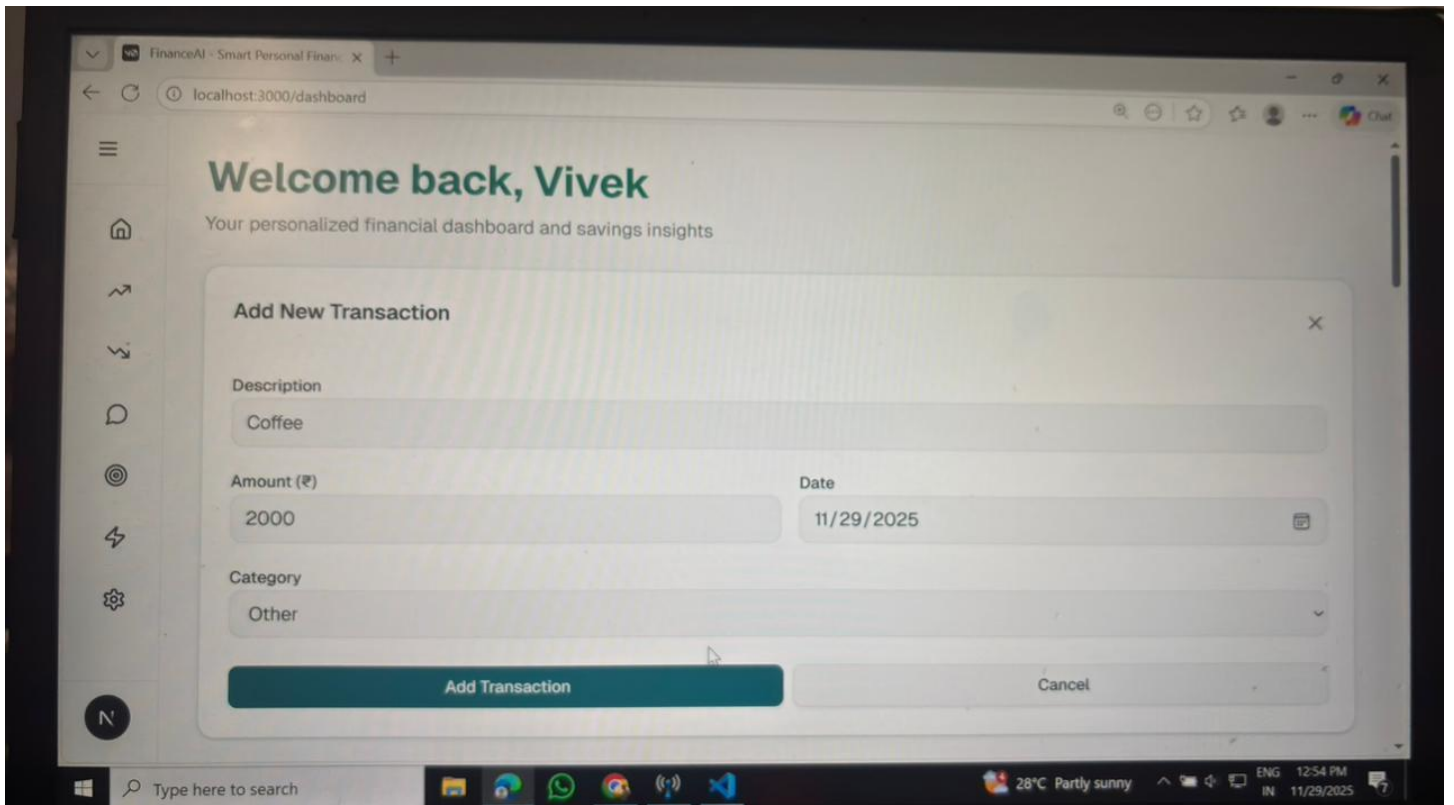 FinanceAI - Smart Personal Financ
localhost:3000/dashboard
Chat
Welcome back, Vivek
Your personalized financial dashboard and savings insights
Add New Transaction
Description
Coffee
Amount (₹)
Date
2000
11/29/2025
Category
Other
Add Transaction
Cancel
N
Type here to search
28°C Partly sunny
ENG
IN
12:54 PM
11/29/2025
7